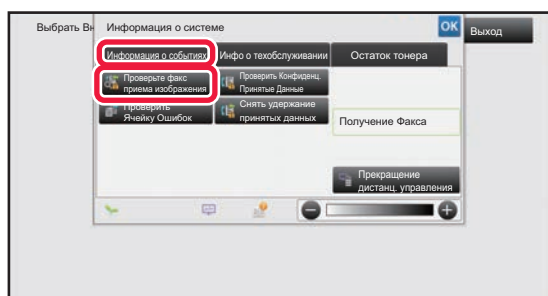 Выбрать Вн
Информация о системе
OK
Выход
Информация о событиях
Инфо о техобслуживании
Остаток тонера
Проверьте факс
приема изображения
Проверить Конфиденц.
Принятые Данные
Проверить
Ячейку Ошибок
Снять удержание
принятых данных
Получение Факса
Прекращение
дистанц. управления